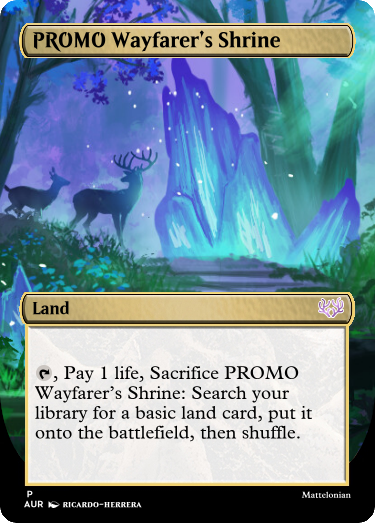 PROMO Wayfarer's Shrine
Land
, Pay 1 life, Sacrifice PROMO
Wayfarer's Shrine: Search your
library for a basic land card, put it
onto the battlefield, then shuffle.
P
AUR RICARDO-HERRERA
Mattelonian